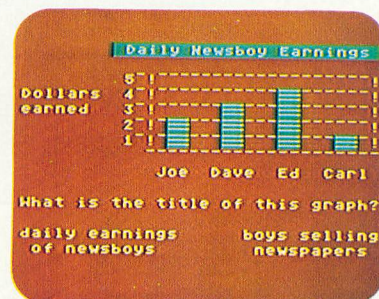 Daily Newsboy Earnings
Dollars
earned
5
4
3
2
1
Joe Dave Ed Carl
What is the title of this graph?
daily earnings
of newsboys
boys selling
newspapers